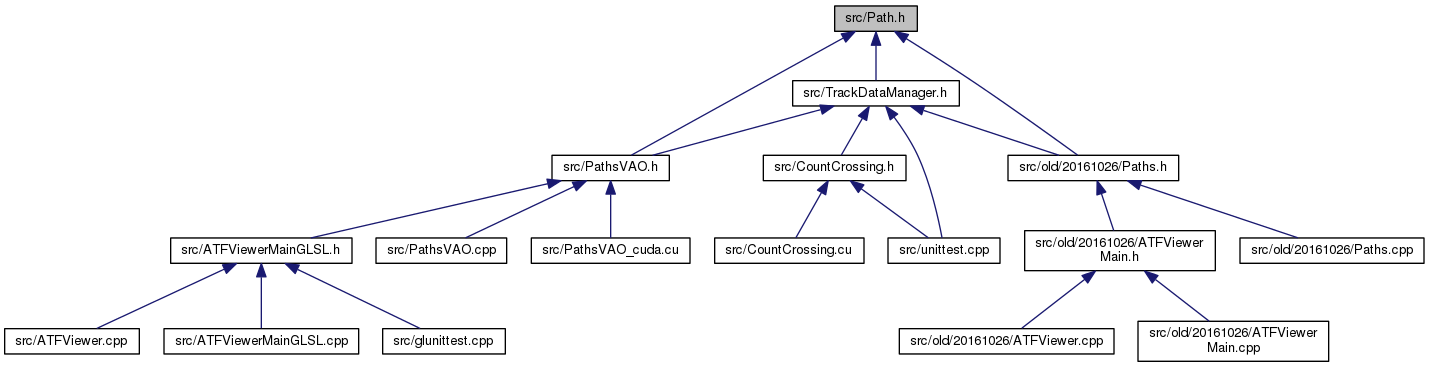 src/Path.h
src/TrackDataManager.h
src/PathsVAO.h
src/CountCrossing.h
src/old/20161026/Paths.h
src/ATFViewerMainGLSL.h
src/PathsVAO.cpp
src/PathsVAO_cuda.cu
src/CountCrossing.cu
src/unittest.cpp
src/old/20161026/ATFViewer
Main.h
src/old/20161026/Paths.cpp
src/ATFViewer.cpp
src/ATFViewerMainGLSL.cpp
src/glunittest.cpp
src/old/20161026/ATFViewer.cpp
src/old/20161026/ATFViewer
Main.cpp